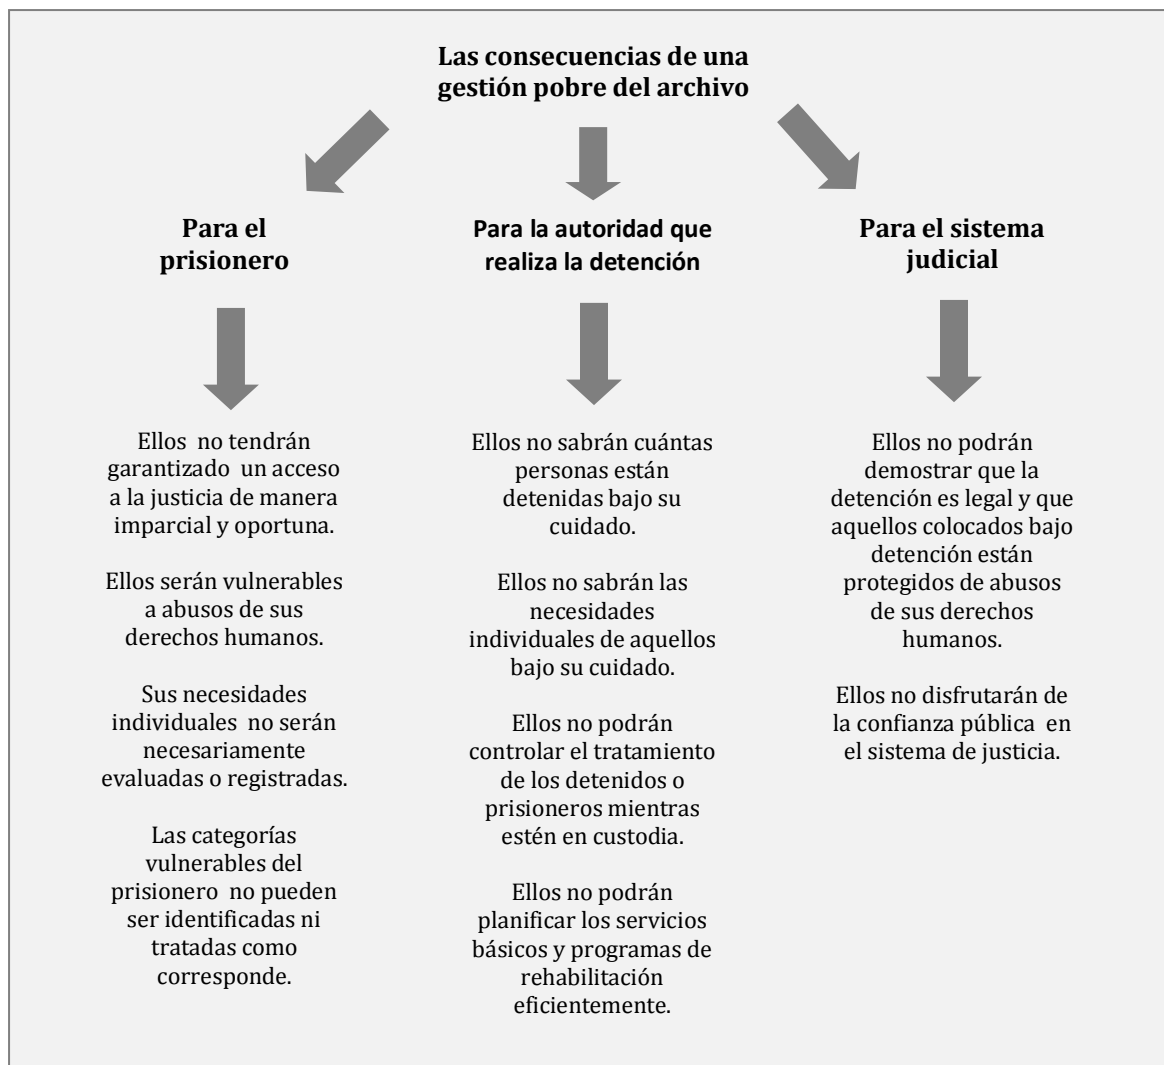 Las consecuencias de una
gestión pobre del archivo
Para el
prisionero
Ellos no tendrán
garantizado un acceso
a la justicia de manera
imparcial y oportuna.
Ellos serán vulnerables
a abusos de sus
derechos humanos.
Sus necesidades
individuales no serán
necesariamente
evaluadas o registradas.
Las categorías
vulnerables del
prisionero no pueden
ser identificadas ni
tratadas como
corresponde.
Para la autoridad que
realiza la detención
Ellos no sabrán cuántas
personas están
detenidas bajo su
cuidado.
Ellos no sabrán las
necesidades
individuales de aquellos
bajo su cuidado.
Ellos no podrán
controlar el tratamiento
de los detenidos o
prisioneros mientras
estén en custodia.
Ellos no podrán
planificar los servicios
básicos y programas de
rehabilitación
eficientemente.
Para el sistema
judicial
Ellos no podrán
demostrar que la
detención es legal y que
aquellos colocados bajo
detención están
protegidos de abusos
de sus derechos
humanos.
Ellos no disfrutarán de
la confianza pública en
el sistema de justicia.